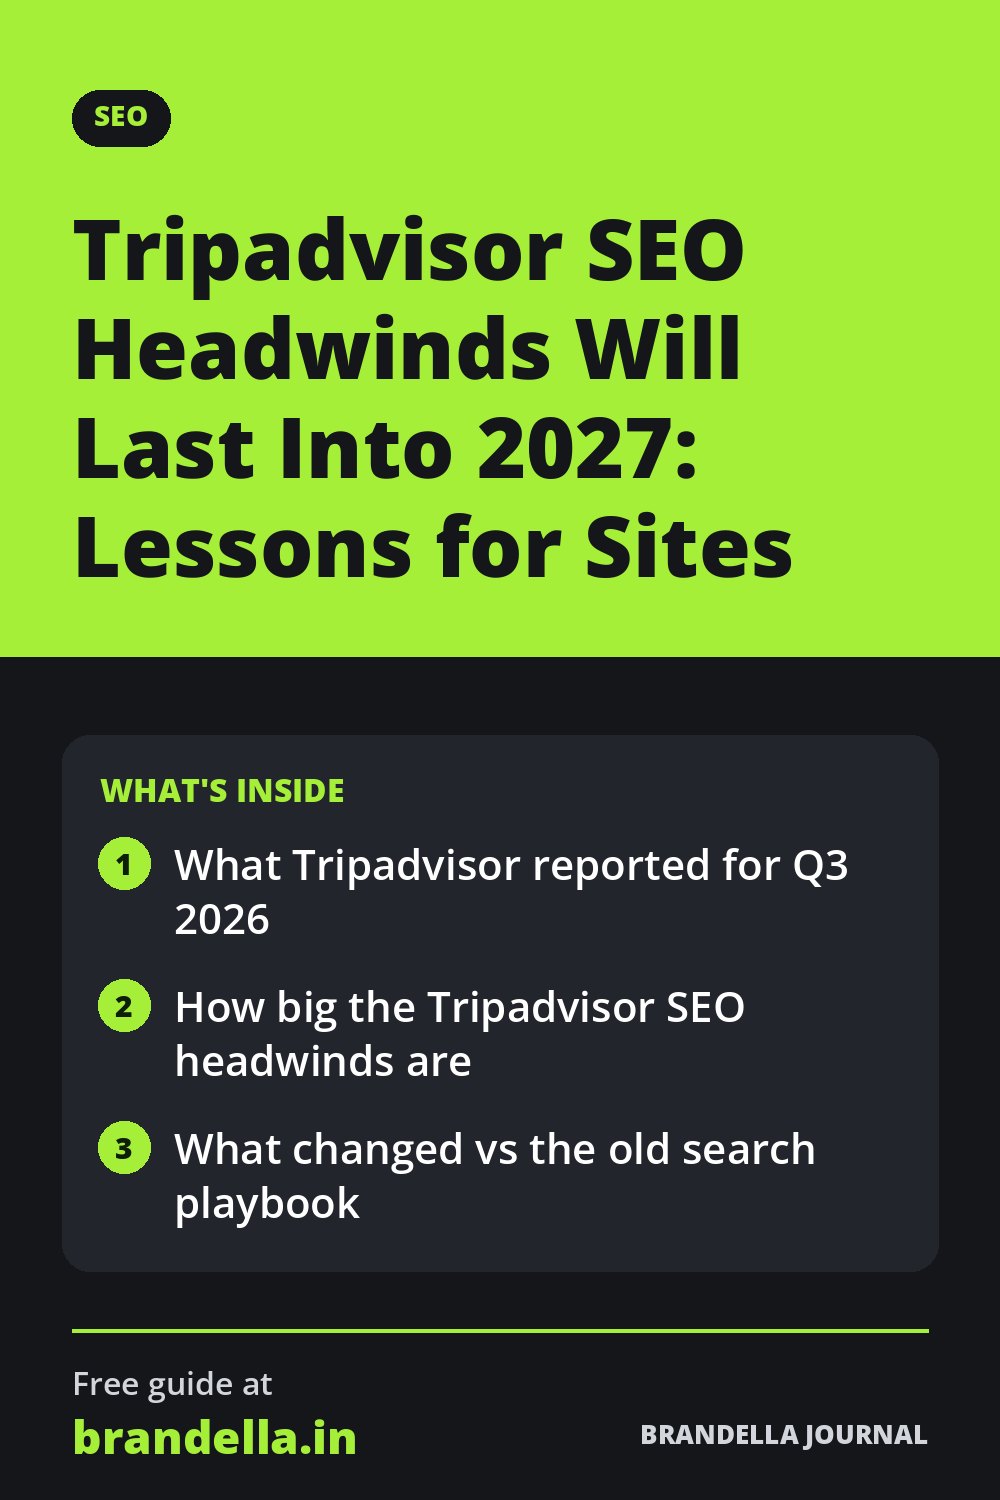 SEO
Tripadvisor SEO
Headwinds Will
Last Into 2027:
Lessons for Sites
WHAT'S INSIDE
1 What Tripadvisor reported for Q3
2026
2 How big the Tripadvisor SEO
headwinds are
3 What changed vs the old search
playbook
Free guide at
brandella.in
BRANDELLA JOURNAL